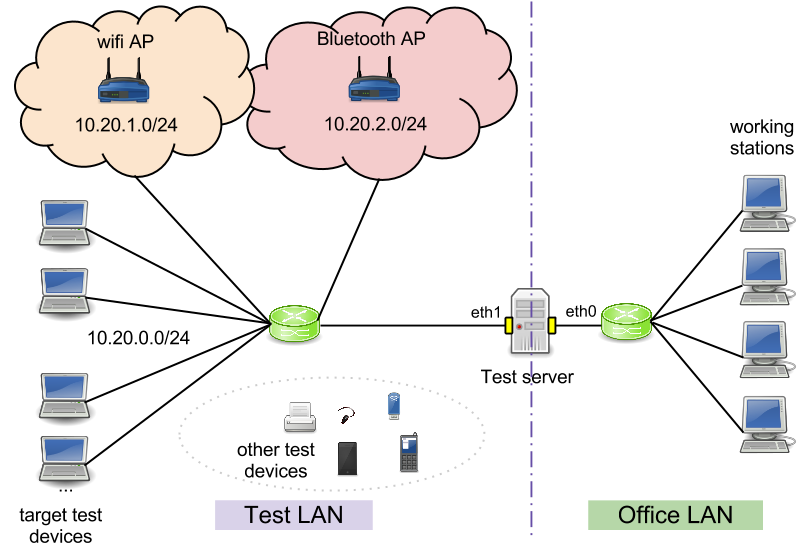 wifi AP
10.20.1.0/24
Bluetooth AP
10.20.2.0/24
working
stations
10.20.0.0/24
eth1
eth0
Test server
other test
devices
...
target test
devices
Test LAN
Office LAN